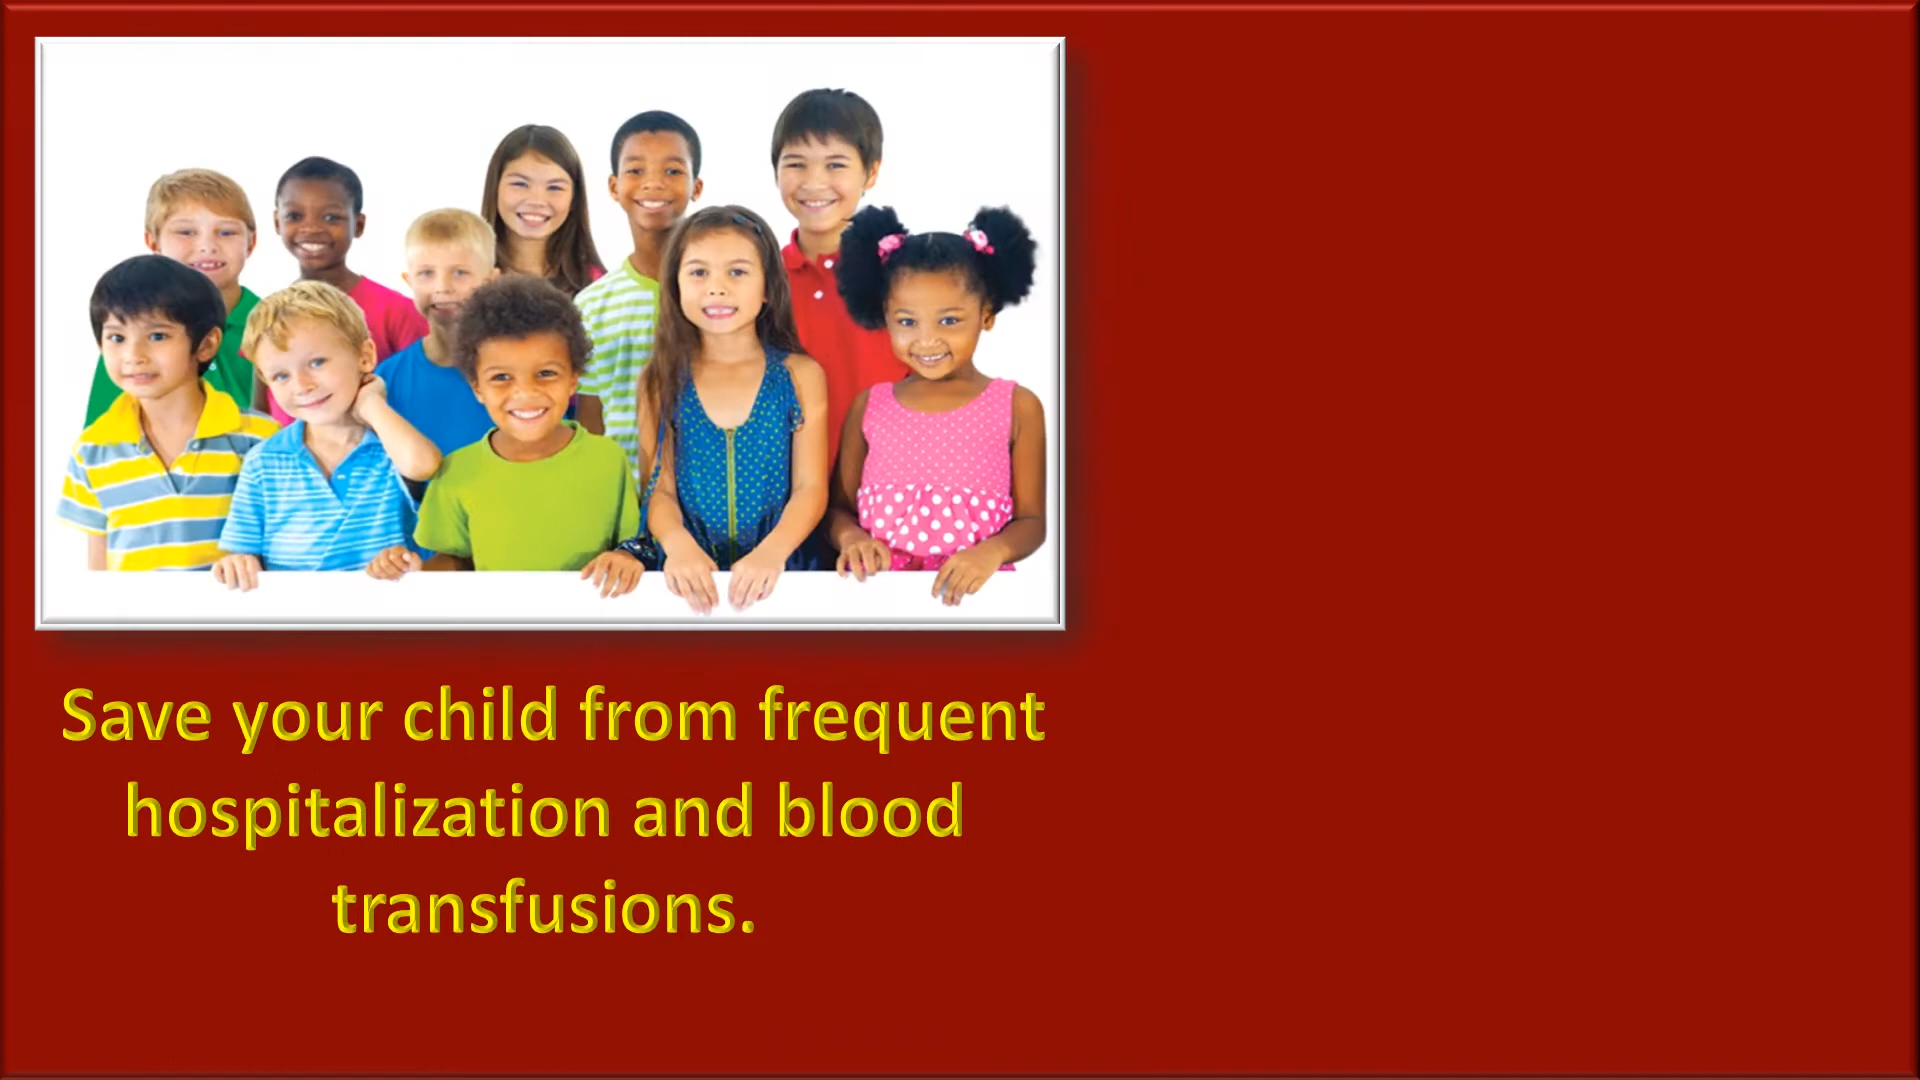 Save your child from frequent
hospitalization and blood
transfusions.